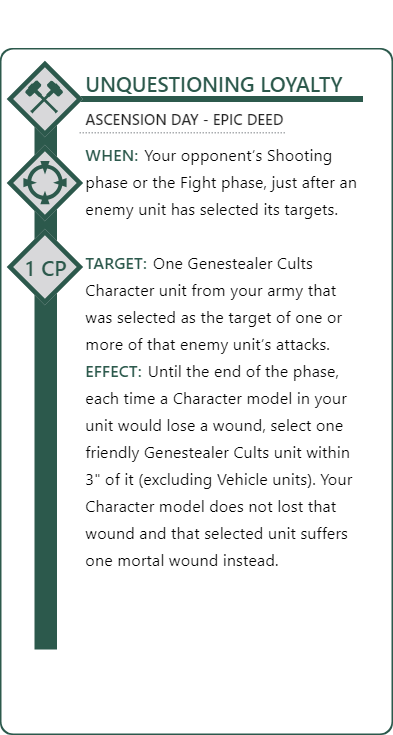 UNQUESTIONING LOYALTY
ASCENSION DAY - EPIC DEED
WHEN: Your opponent's Shooting
phase or the Fight phase, just after an
enemy unit has selected its targets.
1 CP
TARGET: One Genestealer Cults
Character unit from your army that
was selected as the target of one or
more of that enemy unit's attacks.
EFFECT: Until the end of the phase,
each time a Character model in your
unit would lose a wound, select one
friendly Genestealer Cults unit within
3" of it (excluding Vehicle units). Your
Character model does not lost that
wound and that selected unit suffers
one mortal wound instead.